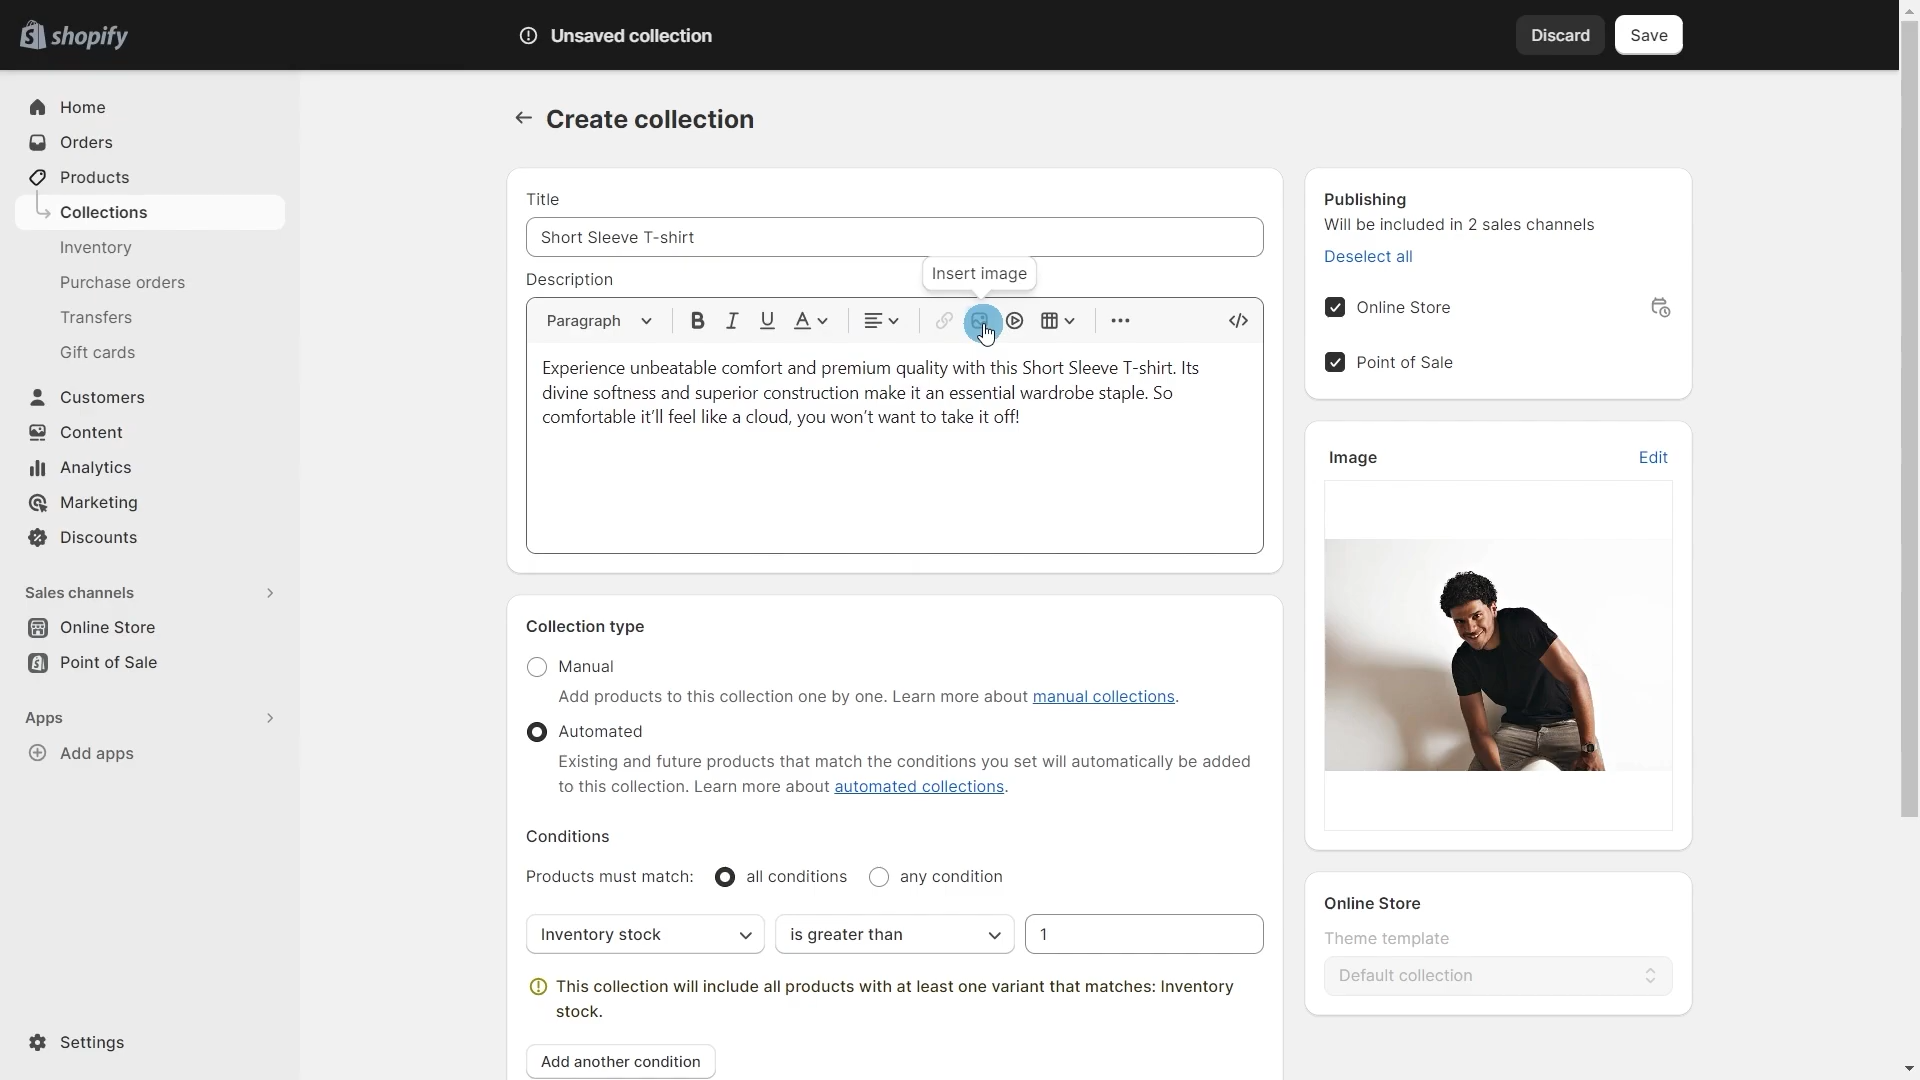 shopify
Unsaved collection
Discard
Save
Home
Orders
Products
Collections
Inventory
Purchase orders
Transfers
Gift cards
Customers
Content
Analytics
Marketing
Discounts
Sales channels
Online Store
Point of Sale
Apps
Add apps
Settings
Create collection
Title
Short Sleeve T-shirt
Description
Insert image
Paragraph
B I U A
Experience unbeatable comfort and premium quality with this Short Sleeve T-shirt. Its
divine softness and superior construction make it an essential wardrobe staple. So
comfortable it'll feel like a cloud, you won't want to take it off!
Collection type
Manual
Add products to this collection one by one. Learn more about manual collections.
Automated
Existing and future products that match the conditions you set will automatically be added
to this collection. Learn more about automated collections.
Conditions
Products must match: all conditions any condition
Inventory stock is greater than 1
This collection will include all products with at least one variant that matches: Inventory
stock.
Add another condition
Publishing
Will be included in 2 sales channels
Deselect all
Online Store
Point of Sale
Image Edit
Online Store
Theme template
Default collection